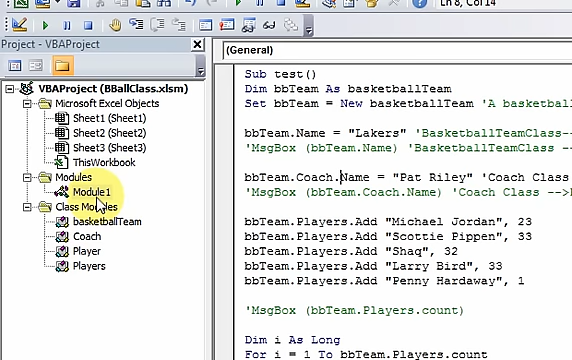 Ln 8, Col 14
Project - VBAProject
VBAProject (BBallClass.xlsm)
Microsoft Excel Objects
Sheet1 (Sheet1)
Sheet2 (Sheet2)
Sheet3 (Sheet3)
ThisWorkbook
Modules
Module1
Class Modules
basketballTeam
Coach
Player
Players
(General)
Sub test()
Dim bbTeam As basketballTeam
Set bbTeam = New basketballTeam 'A basketbal
bbTeam.Name = "Lakers" 'BasketballTeamClass--
'MsgBox (bbTeam.Name) 'BasketballTeamClass--
bbTeam.Coach.Name = "Pat Riley" 'Coach Class
'MsgBox (bbTeam.Coach.Name) 'Coach Class -->
bbTeam.Players.Add "Michael Jordan", 23
bbTeam.Players.Add "Scottie Pippen", 33
bbTeam.Players.Add "Shaq", 32
bbTeam.Players.Add "Larry Bird", 33
bbTeam.Players.Add "Penny Hardaway", 1
'MsgBox (bbTeam.Players.count)
Dim i As Long
For i = 1 To bbTeam.Players.count